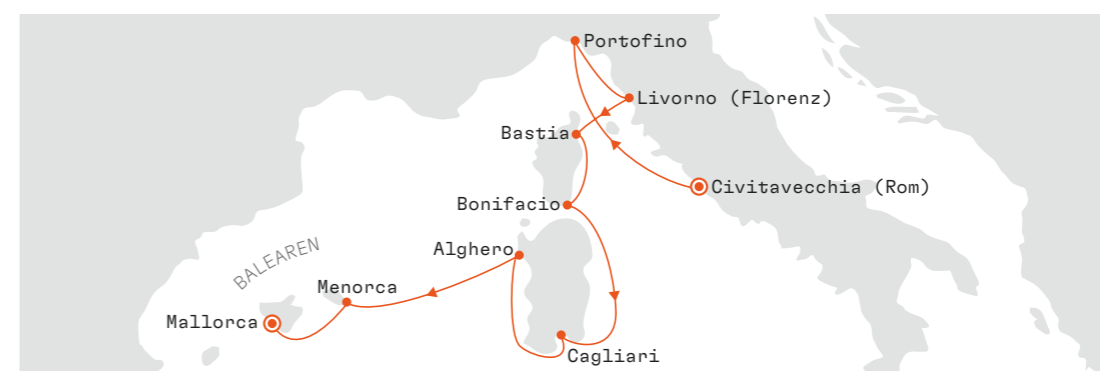 Portofino
Livorno (Florenz)
Bastia
Civitavecchia (Rom)
Bonifacio
Alghero
BALEAREN
Menorca
Mallorca
Cagliari